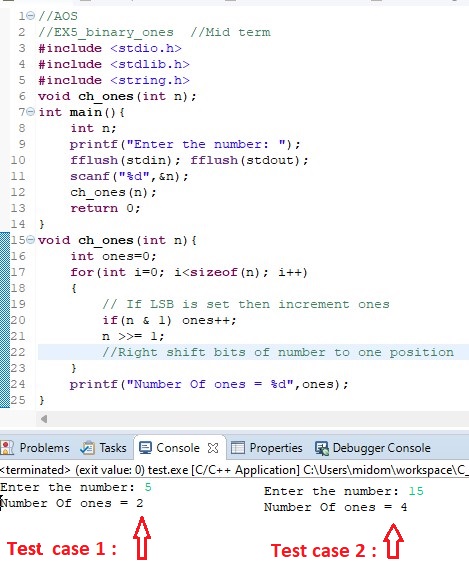 1 //AOS
2 //EX5_binary_ones  //Mid term
3 #include <stdio.h>
4 #include <stdlib.h>
5 #include <string.h>
6 void ch_ones(int n);
7 int main(){
8     int n;
9     printf("Enter the number: ");
10     fflush(stdin); fflush(stdout);
11     scanf("%d",&n);
12     ch_ones(n);
13     return 0;
14 }
15 void ch_ones(int n){
16     int ones=0;
17     for(int i=0; i<sizeof(n); i++)
18     {
19         // If LSB is set then increment ones
20         if(n & 1) ones++;
21         n >>= 1;
22         //Right shift bits of number to one position
23     }
24     printf("Number Of ones = %d",ones);
25 }
Problems Tasks Console Properties Debugger Console
<terminated> (exit value: 0) test.exe [C/C++ Application] C:\Users\midom\workspace\C_
Enter the number: 5
Number Of ones = 2
Enter the number: 15
Number Of ones = 4
Test case 1 :
Test case 2 :